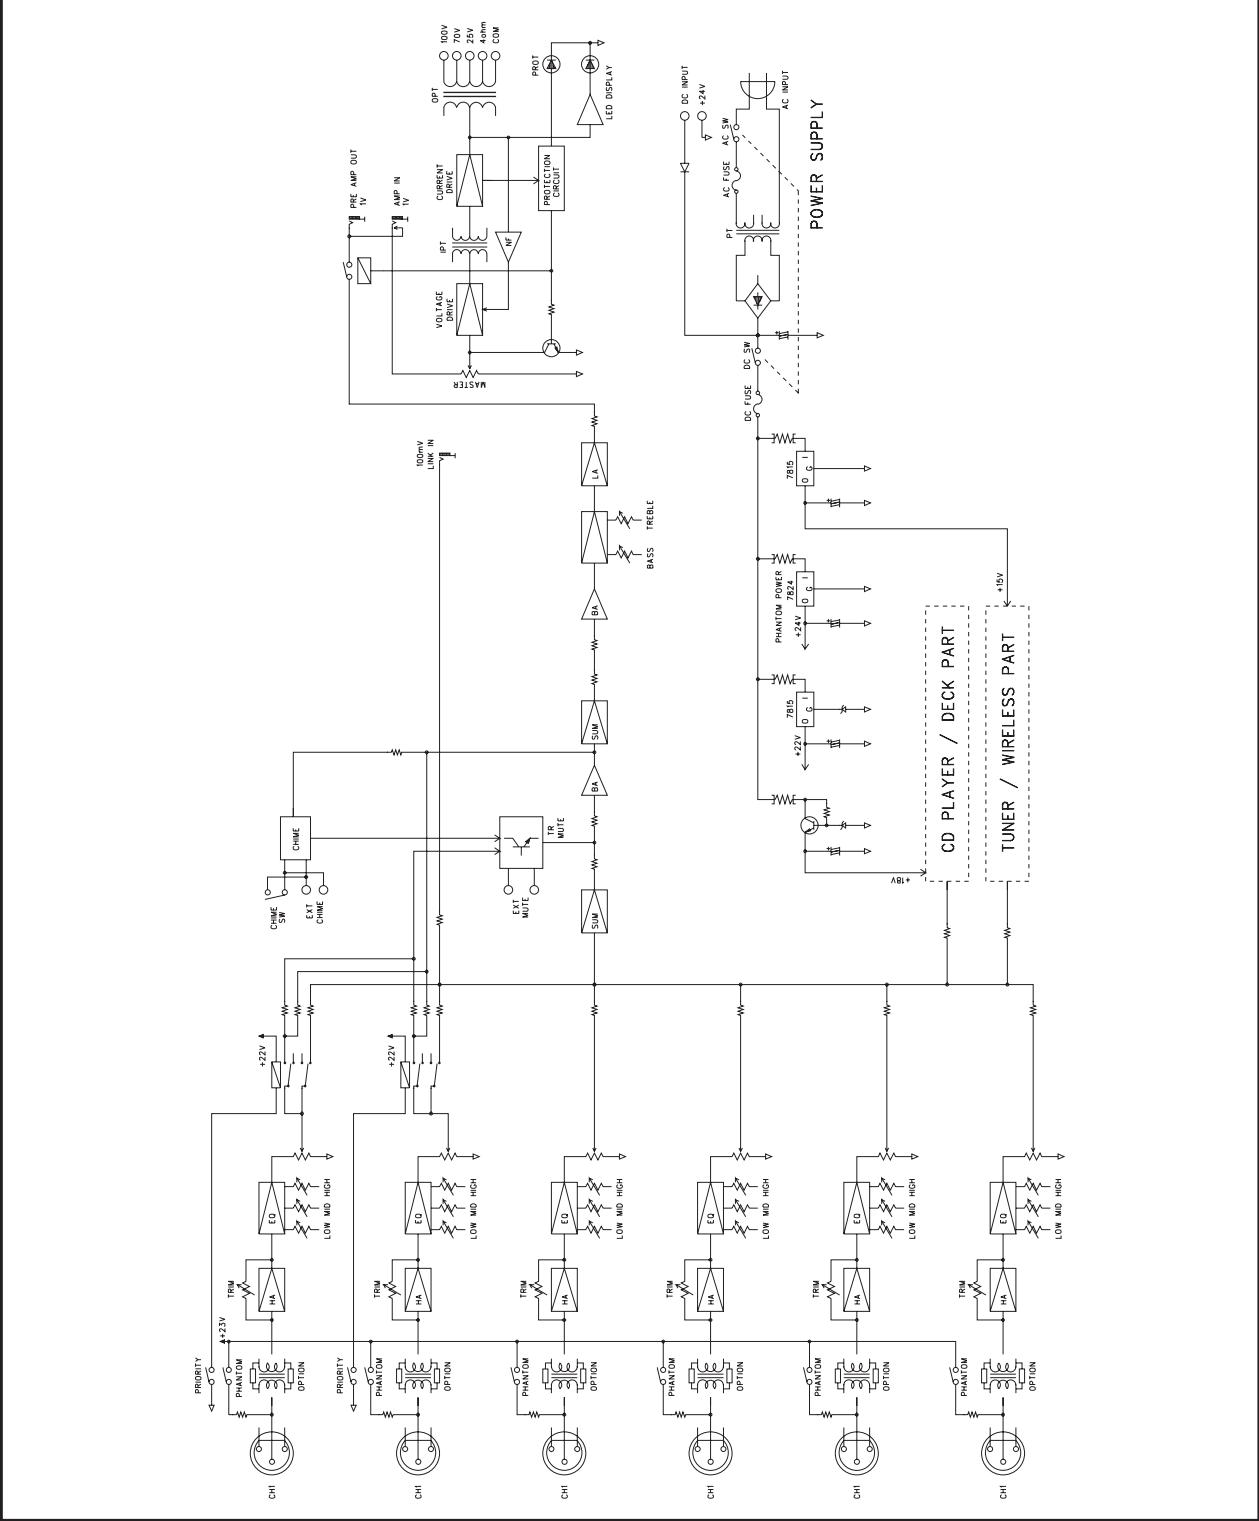 100V
70V
25V
4ohm
COM
OPT
PROT
LED DISPLAY
PRE AMP OUT
1V
AMP IN
1V
CURRENT
DRIVE
PROTECTION
CIRCUIT
IPT
NF
VOLTAGE
DRIVE
MASTER
DC INPUT
+24V
AC INPUT
AC SW
AC FUSE
PT
POWER SUPPLY
DC SW
DC FUSE
100mV
LINK IN
LA
TREBLE
BASS
BA
SUM
BA
TR
MUTE
EXT
MUTE
SUM
CHIME
CHIME
SW
EXT
CHIME
7815
O G I
PHANTOM POWER
7824
O G I
+24V
7815
O G I
+22V
+15V
+18V
CD PLAYER / DECK PART
TUNER / WIRELESS PART
+22V
+22V
EQ
LOW MID HIGH
EQ
LOW MID HIGH
EQ
LOW MID HIGH
EQ
LOW MID HIGH
EQ
LOW MID HIGH
EQ
LOW MID HIGH
TRIM
HA
TRIM
HA
TRIM
HA
TRIM
HA
TRIM
HA
TRIM
HA
+23V
PRIORITY
PHANTOM
OPTION
PRIORITY
PHANTOM
OPTION
PHANTOM
OPTION
PHANTOM
OPTION
PHANTOM
OPTION
PHANTOM
OPTION
CH1
CH1
CH1
CH1
CH1
CH1